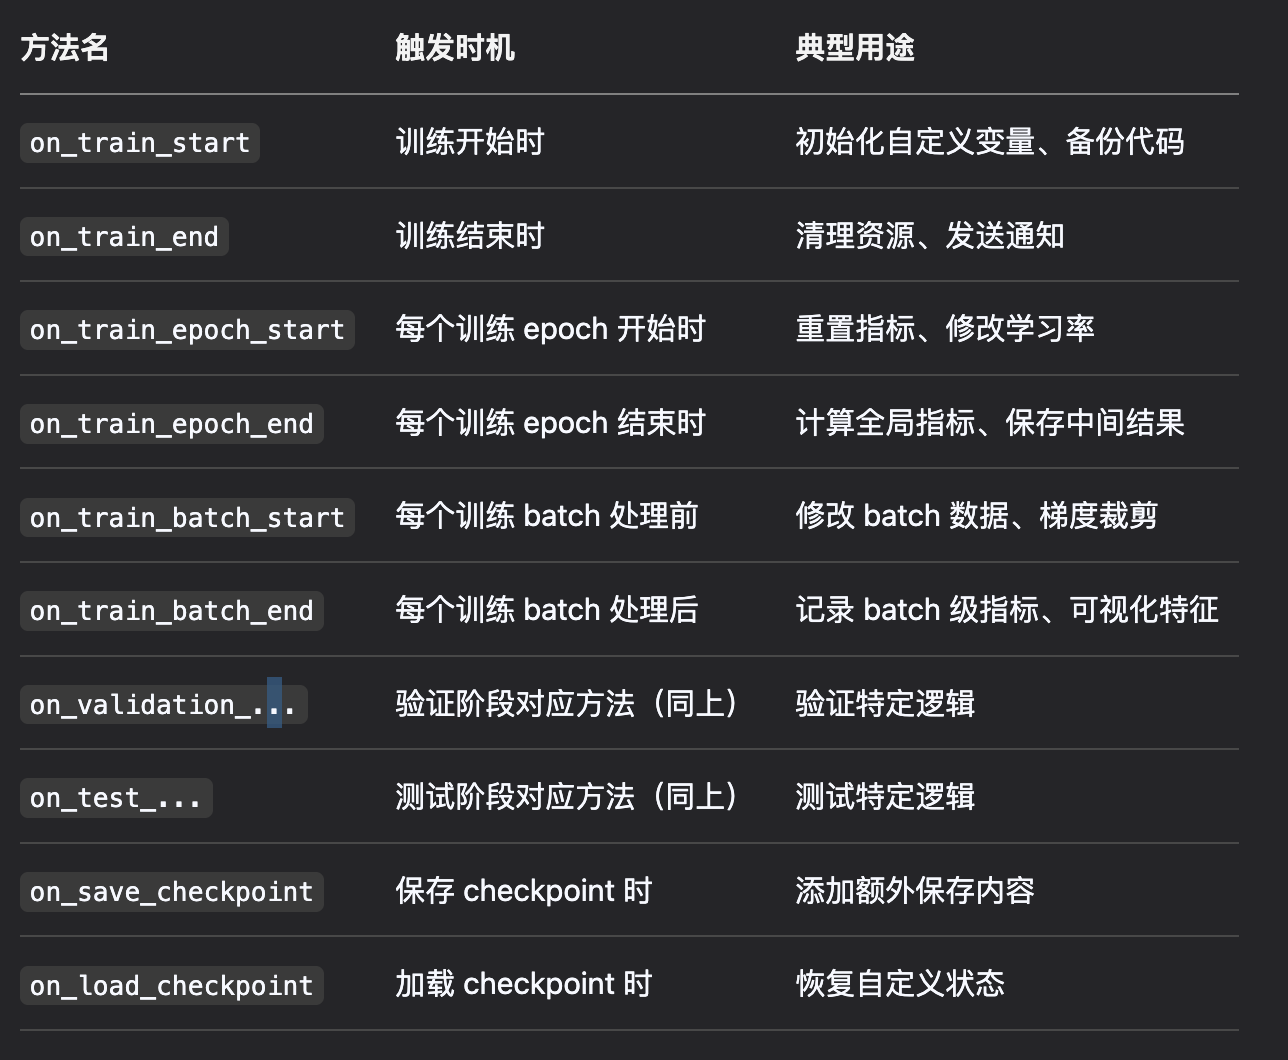 方法名 触发时机 典型用途
on_train_start 训练开始时 初始化自定义变量、备份代码
on_train_end 训练结束时 清理资源、发送通知
on_train_epoch_start 每个训练 epoch 开始时 重置指标、修改学习率
on_train_epoch_end 每个训练 epoch 结束时 计算全局指标、保存中间结果
on_train_batch_start 每个训练 batch 处理前 修改 batch 数据、梯度裁剪
on_train_batch_end 每个训练 batch 处理后 记录 batch 级指标、可视化特征
on_validation_... 验证阶段对应方法（同上） 验证特定逻辑
on_test_... 测试阶段对应方法（同上） 测试特定逻辑
on_save_checkpoint 保存 checkpoint 时 添加额外保存内容
on_load_checkpoint 加载 checkpoint 时 恢复自定义状态